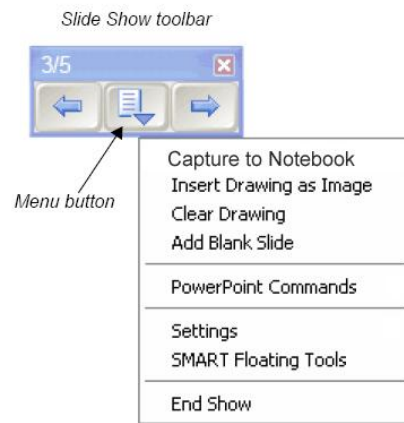 Slide Show toolbar
3/5
Menu button
Capture to Notebook
Insert Drawing as Image
Clear Drawing
Add Blank Slide
PowerPoint Commands
Settings
SMART Floating Tools
End Show